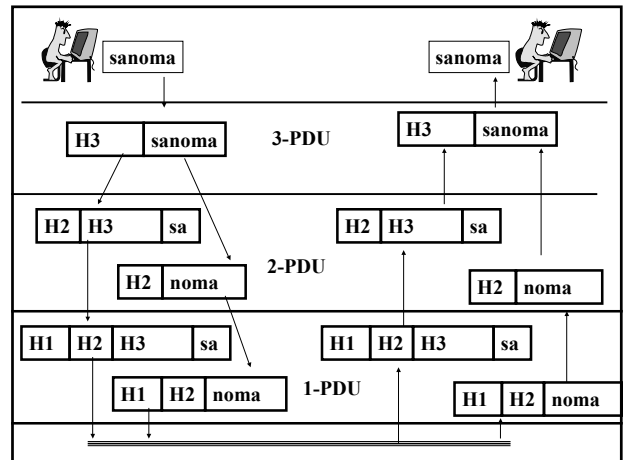 sanoma sanoma
H3 sanoma 3-PDU H3 sanoma
H2 H3 sa H2 H3 sa
H2 noma 2-PDU H2 noma
H1 H2 H3 sa H1 H2 H3 sa
H1 H2 noma 1-PDU H1 H2 noma